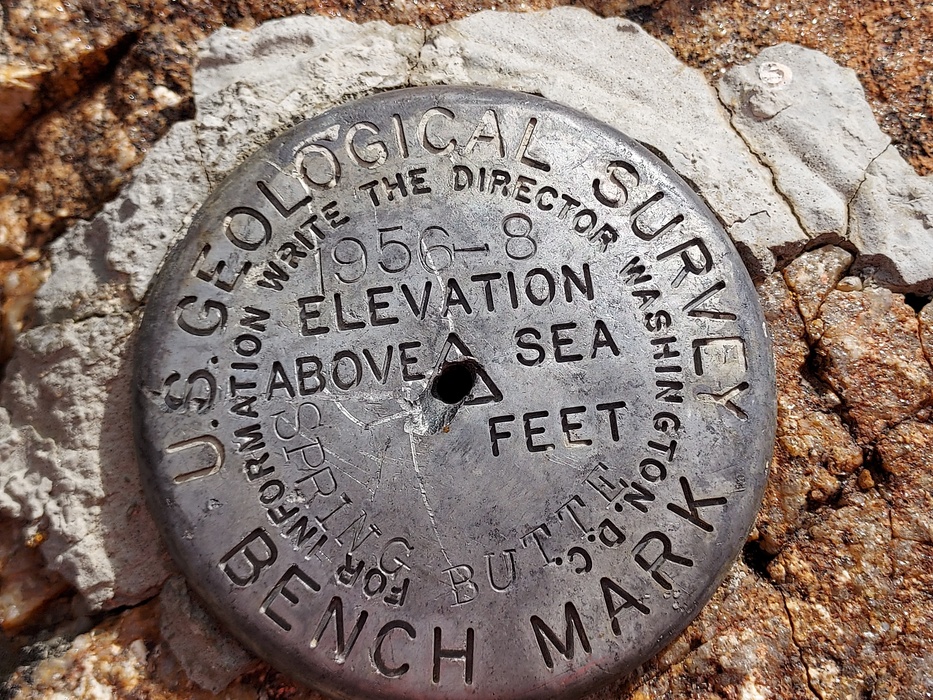 U.S. GEOLOGICAL SURVEY
FOR INFORMATION WRITE THE DIRECTOR WASHINGTON. D.C.
1956-8
ELEVATION
ABOVE SEA
FEET
SPRING BUTTE
BENCH MARK